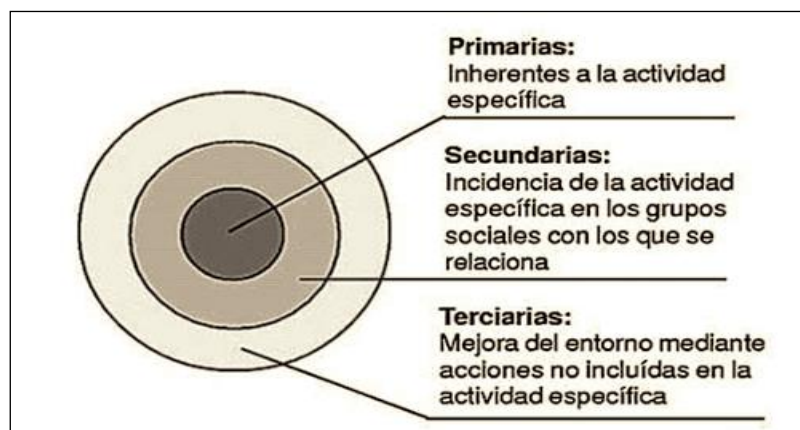 Primarias:
Inherentes a la actividad
específica
Secundarias:
Incidencia de la actividad
específica en los grupos
sociales con los que se
relaciona
Terciarias:
Mejora del entorno mediante
acciones no incluídas en la
actividad específica